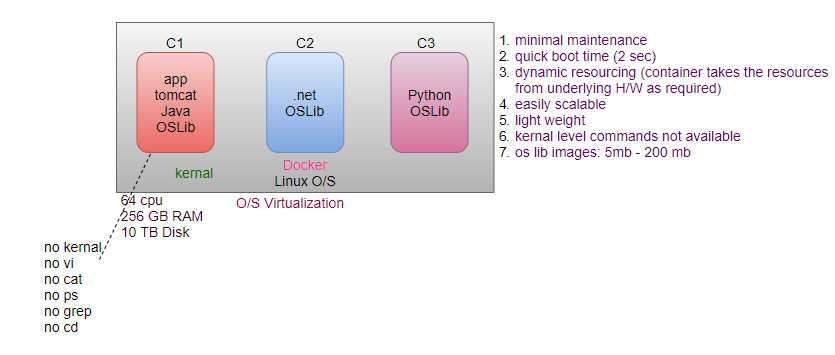 C1
C2
C3
app
tomcat
Java
OSLib
.net
OSLib
Python
OSLib
kernal
Docker
Linux O/S
64 cpu
256 GB RAM
10 TB Disk
O/S Virtualization
no kernal
no vi
no cat
no ps
no grep
no cd
1. minimal maintenance
2. quick boot time (2 sec)
3. dynamic resourcing (container takes the resources
from underlying H/W as required)
4. easily scalable
5. light weight
6. kernal level commands not available
7. os lib images: 5mb - 200 mb